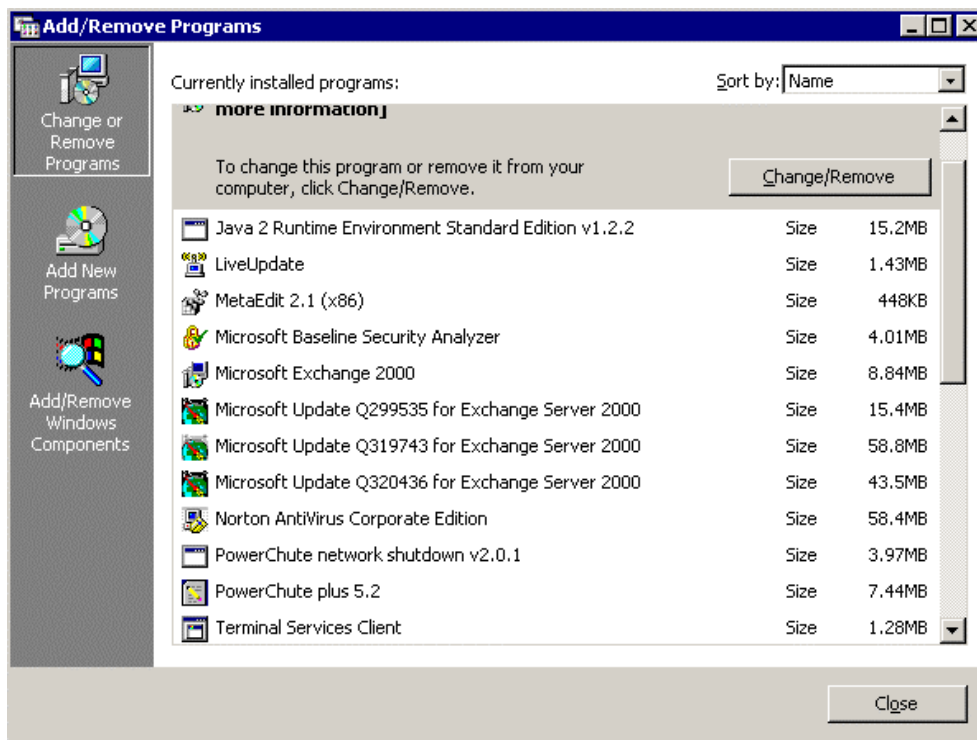 Add/Remove Programs
Change or
Remove
Programs
Add New
Programs
Add/Remove
Windows
Components
Currently installed programs:
Sort by: Name
more information]
To change this program or remove it from your
computer, click Change/Remove.
Change/Remove
Java 2 Runtime Environment Standard Edition v1.2.2 Size 15.2MB
LiveUpdate Size 1.43MB
MetaEdit 2.1 (x86) Size 448KB
Microsoft Baseline Security Analyzer Size 4.01MB
Microsoft Exchange 2000 Size 8.84MB
Microsoft Update Q299535 for Exchange Server 2000 Size 15.4MB
Microsoft Update Q319743 for Exchange Server 2000 Size 58.8MB
Microsoft Update Q320436 for Exchange Server 2000 Size 43.5MB
Norton AntiVirus Corporate Edition Size 58.4MB
PowerChute network shutdown v2.0.1 Size 3.97MB
PowerChute plus 5.2 Size 7.44MB
Terminal Services Client Size 1.28MB
Close